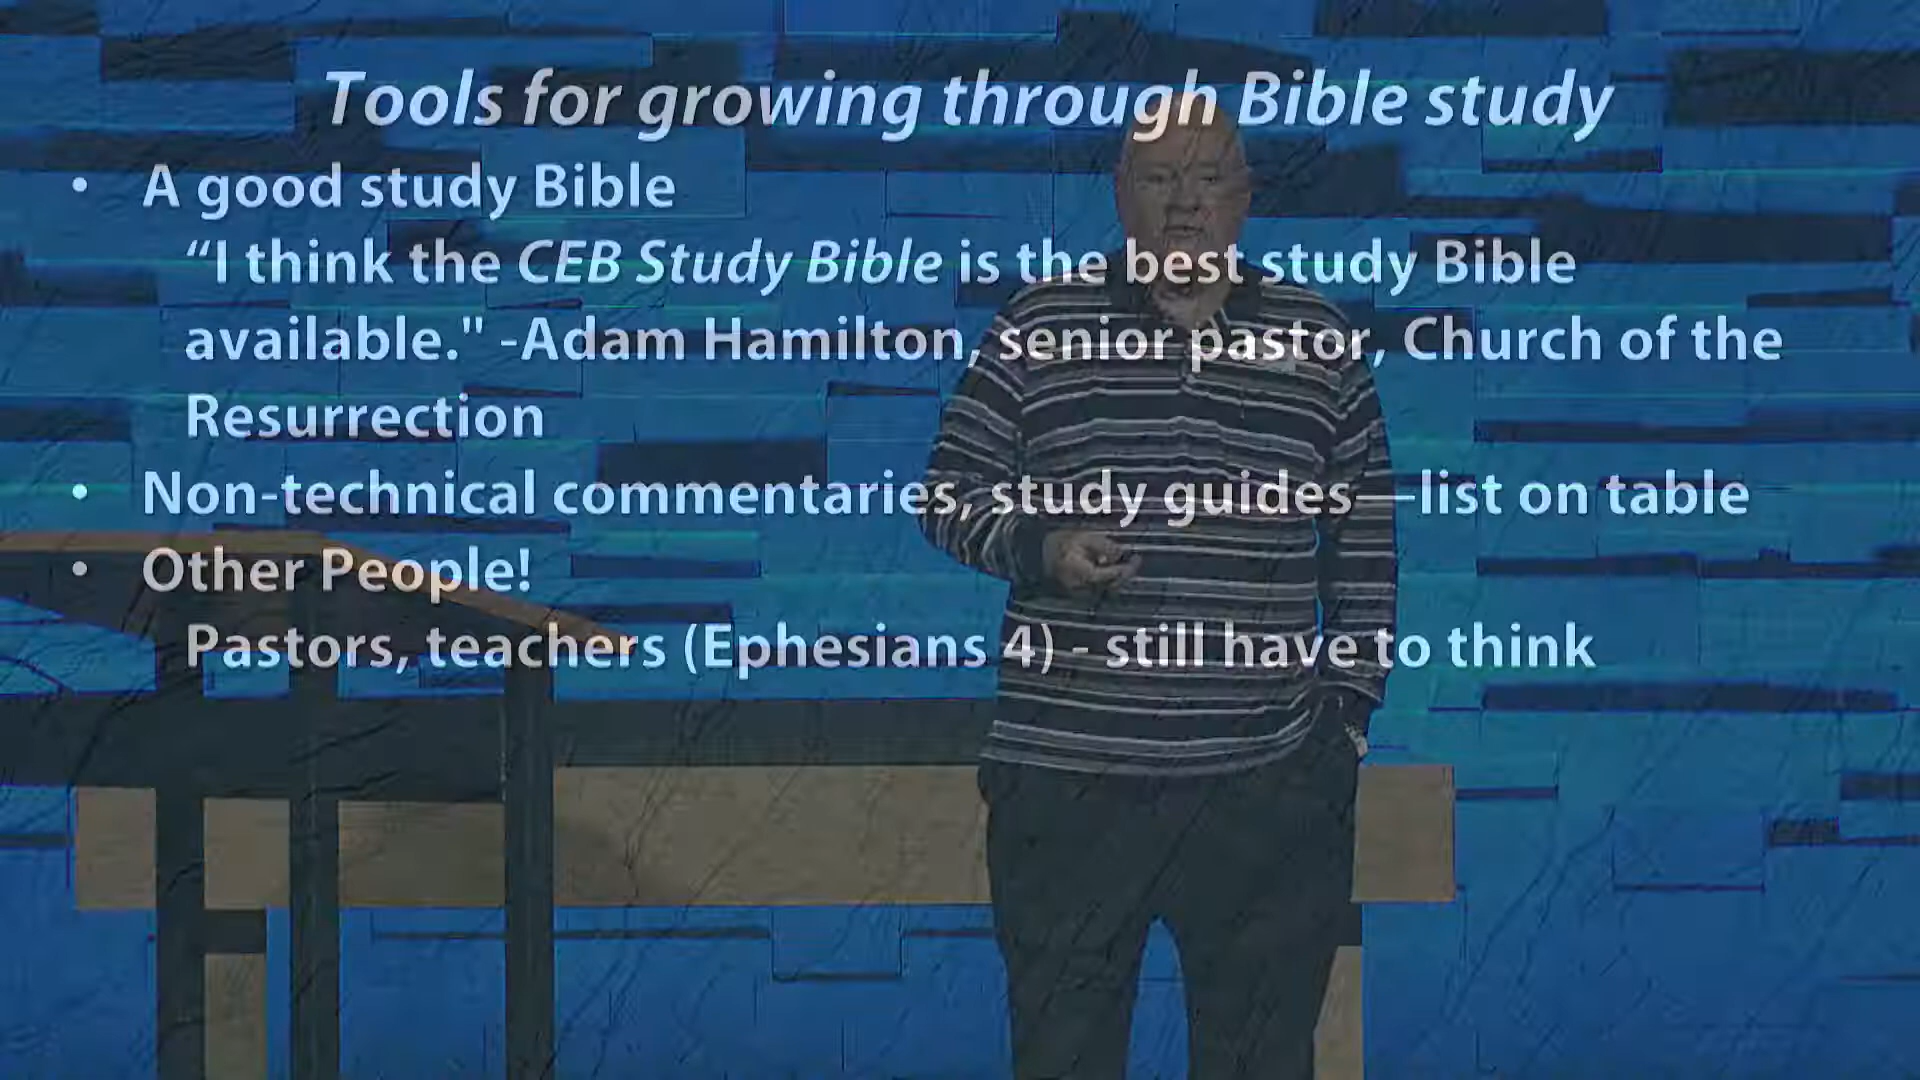 Tools for growing through Bible study
• A good study Bible
“I think the CEB Study Bible is the best study Bible
available." -Adam Hamilton, senior pastor, Church of the
Resurrection
• Non-technical commentaries, study guides—list on table
• Other People!
Pastors, teachers (Ephesians 4) - still have to think